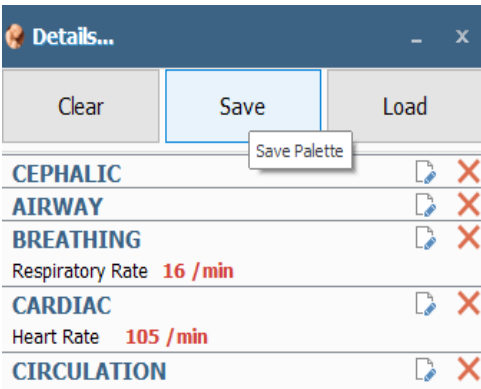 Details...
Clear Save Load
Save Palette
CEPHALIC
AIRWAY
BREATHING
Respiratory Rate 16 /min
CARDIAC
Heart Rate 105 /min
CIRCULATION